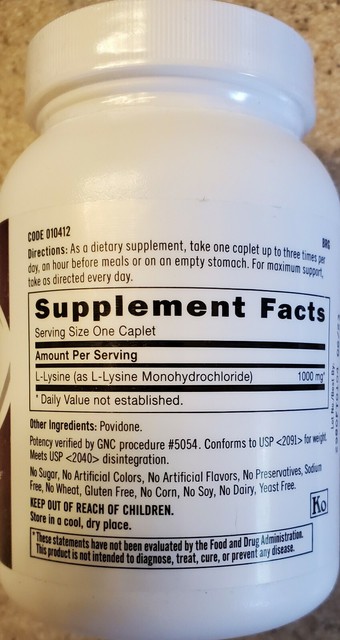 CODE 010412
BRG
Directions: As a dietary supplement, take one caplet up to three times per
day, an hour before meals or on an empty stomach. For maximum support,
take as directed every day.
Supplement Facts
Serving Size One Caplet
Amount Per Serving
L-Lysine (as L-Lysine Monohydrochloride) 1000 mg*
* Daily Value not established.
Other Ingredients: Povidone.
Potency verified by GNC procedure #5054. Conforms to USP <2091> for weight.
Meets USP <2040> disintegration.
No Sugar, No Artificial Colors, No Artificial Flavors, No Preservatives, Sodium
Free, No Wheat, Gluten Free, No Corn, No Soy, No Dairy, Yeast Free.
KEEP OUT OF REACH OF CHILDREN.
Store in a cool, dry place.
* These statements have not been evaluated by the Food and Drug Administration.
This product is not intended to diagnose, treat, cure, or prevent any disease.
Lot No./Best By: